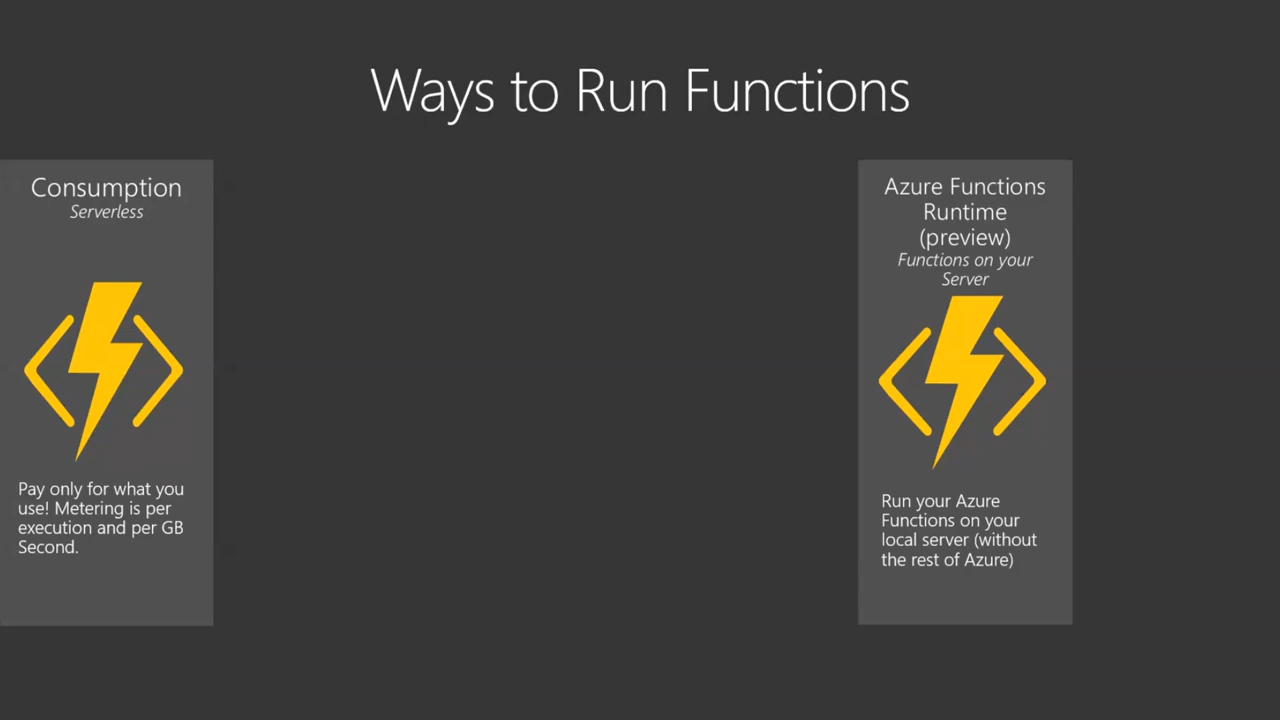 Ways to Run Functions
Consumption
Serverless
Pay only for what you
use! Metering is per
execution and per GB
Second.
Azure Functions
Runtime
(preview)
Functions on your
Server
Run your Azure
Functions on your
local server (without
the rest of Azure)